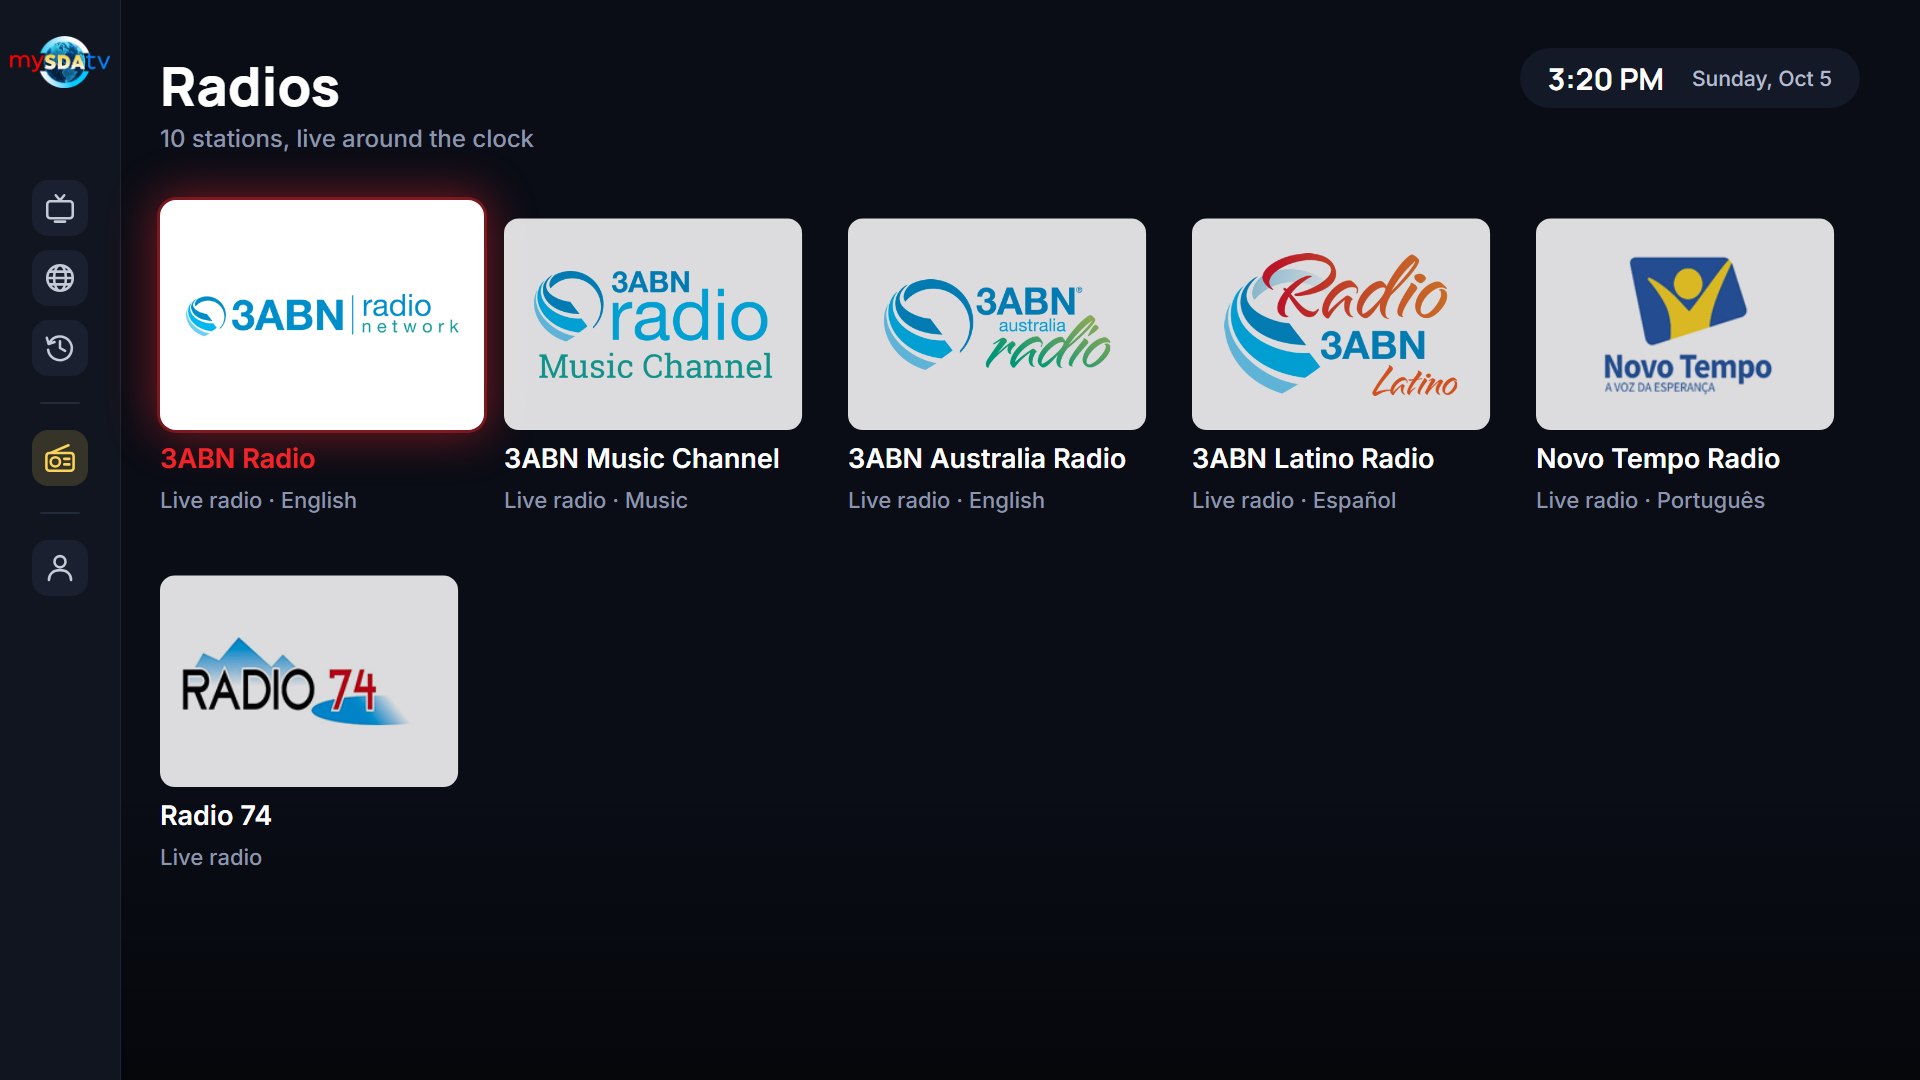 mySDAtv
Radios
10 stations, live around the clock
3:20 PM Sunday, Oct 5
3ABN radio network
3ABN radio Music Channel
3ABN® australia radio
Radio 3ABN Latino
Novo Tempo
A VOZ DA ESPERANÇA
3ABN Radio
Live radio · English
3ABN Music Channel
Live radio · Music
3ABN Australia Radio
Live radio · English
3ABN Latino Radio
Live radio · Español
Novo Tempo Radio
Live radio · Português
RADIO 74
Radio 74
Live radio